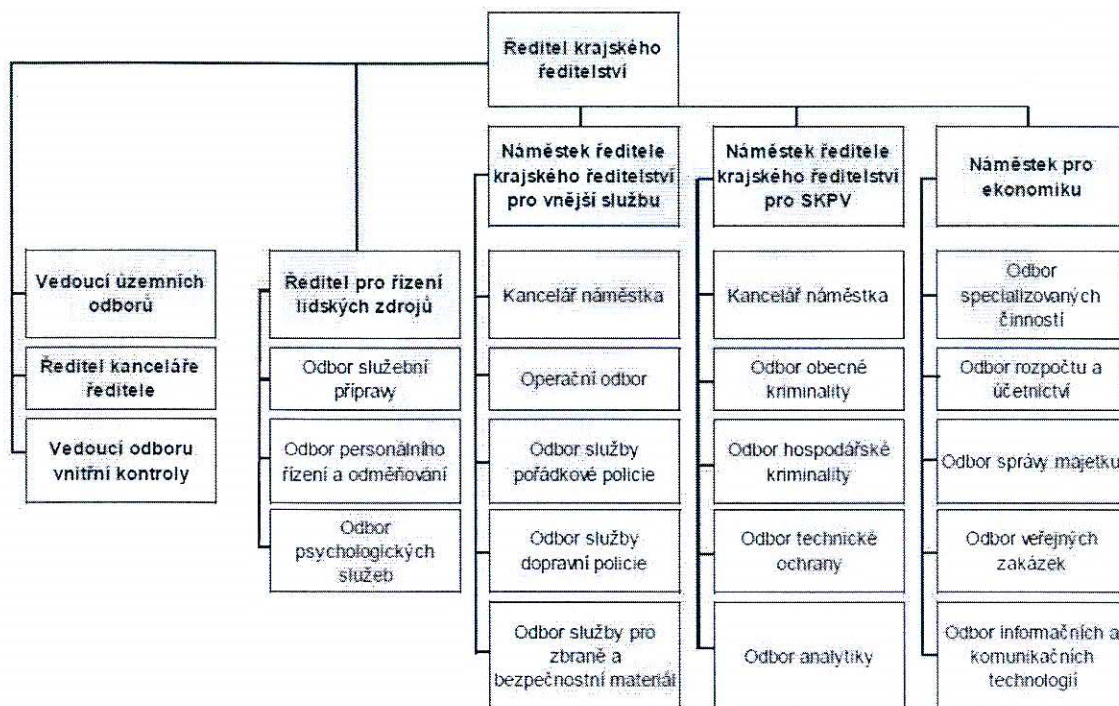 Ředitel krajského
ředitelství
Náměstek ředitele
krajského ředitelství
pro vnější službu
Náměstek ředitele
krajského ředitelství
pro SKPV
Náměstek pro
ekonomiku
Vedoucí územních
odborů
Ředitel kanceláře
ředitele
Vedoucí odboru
vnitřní kontroly
Ředitel pro řízení
lidských zdrojů
Odbor služební
přípravy
Odbor personálního
řízení a odměňování
Odbor
psychologických
služeb
Kancelář náměstka
Operační odbor
Odbor služby
pořádkové policie
Odbor služby
dopravní policie
Odbor služby pro
zbraně a
bezpečnostní materiál
Kancelář náměstka
Odbor obecné
kriminality
Odbor hospodářské
kriminality
Odbor technické
ochrany
Odbor analytiky
Odbor
specializovaných
činností
Odbor rozpočtu a
účetnictví
Odbor správy majetku
Odbor veřejných
zakázek
Odbor informačních a
komunikačních
technologií